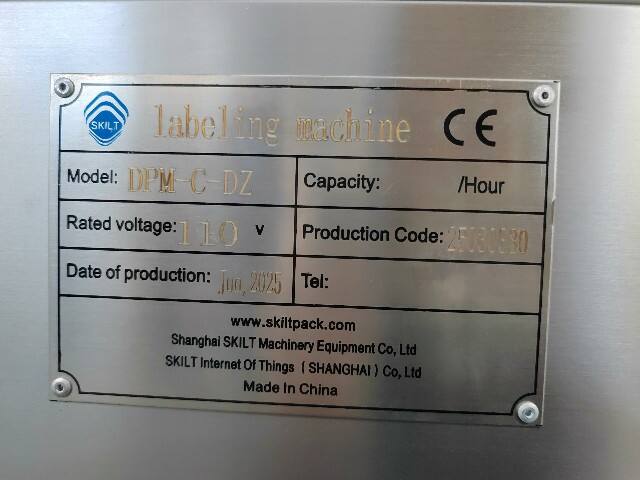 SKILT
labeling machine CE
Model: DPM-C-DZ Capacity: /Hour
Rated voltage: 110 V Production Code:
Date of production: 2025 Tel:
www.skiltpack.com
Shanghai SKILT Machinery Equipment Co, Ltd
SKILT Internet Of Things ( SHANGHAI ) Co, Ltd
Made In China